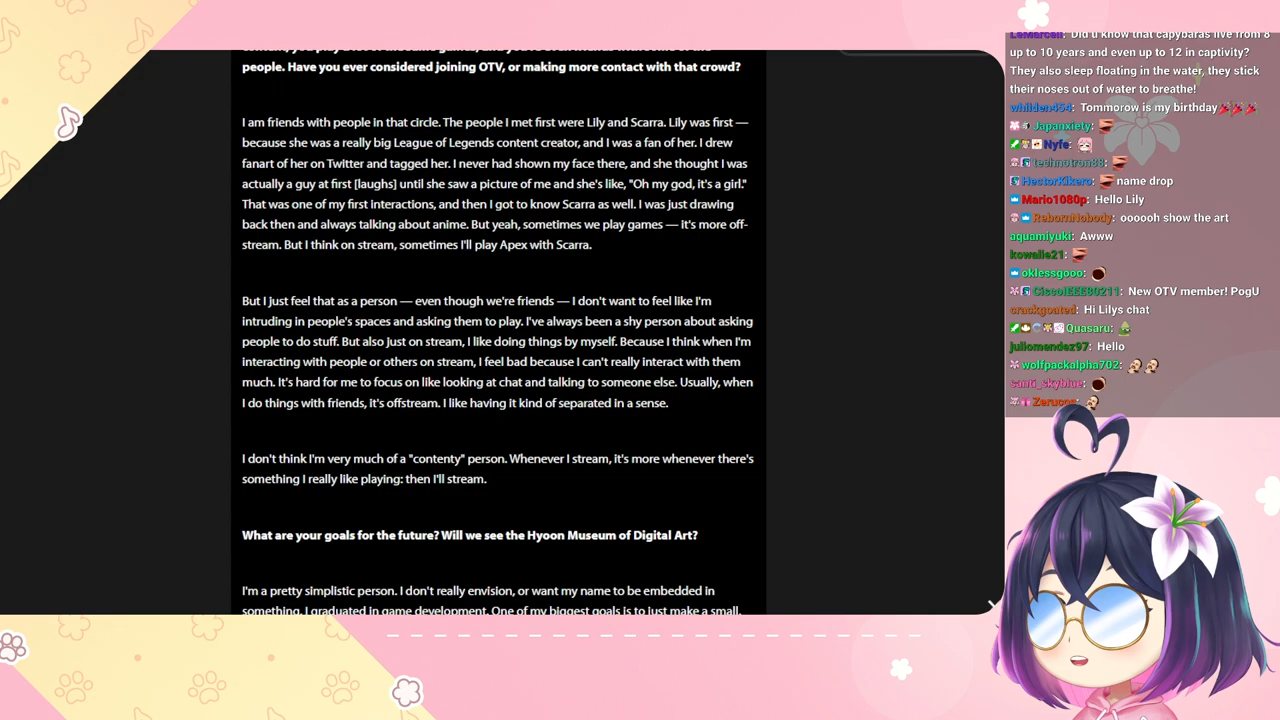 people. Have you ever considered joining OTV, or making more contact with that crowd?
I am friends with people in that circle. The people I met first were Lily and Scarra. Lily was first —
because she was a really big League of Legends content creator, and I was a fan of her. I drew
fanart of her on Twitter and tagged her. I never had shown my face there, and she thought I was
actually a guy at first [laughs] until she saw a picture of me and she's like, "Oh my god, it's a girl."
That was one of my first interactions, and then I got to know Scarra as well. I was just drawing
back then and always talking about anime. But yeah, sometimes we play games — it's more off-
stream. But I think on stream, sometimes I'll play Apex with Scarra.
But I just feel that as a person — even though we're friends — I don't want to feel like I'm
intruding in people's spaces and asking them to play. I've always been a shy person about asking
people to do stuff. But also just on stream, I like doing things by myself. Because I think when I'm
interacting with people or others on stream, I feel bad because I can't really interact with them
much. It's hard for me to focus on like looking at chat and talking to someone else. Usually, when
I do things with friends, it's offstream. I like having it kind of separated in a sense.
I don't think I'm very much of a "contenty" person. Whenever I stream, it's more whenever there's
something I really like playing: then I'll stream.
What are your goals for the future? Will we see the Hyoon Museum of Digital Art?
I'm a pretty simplistic person. I don't really envision, or want my name to be embedded in
something. I graduated in game development. One of my biggest goals is to just make a small,
Did u know that capybaras live from 8
up to 10 years and even up to 12 in captivity?
They also sleep floating in the water, they stick
their noses out of water to breathe!
whilden454: Tommorow is my birthday
Japanxiety:
Nyfe:
technotron88:
HectorKikero: name drop
Mario1080p: Hello Lily
RebornNobody: oooooh show the art
aquamiyuki: Awww
kowalie21:
oklessgooo:
CiscoIEEE80211: New OTV member! PogU
crackgoated: Hi Lilys chat
Quasaru:
juliomendez97: Hello
wolfpackalpha702:
santi_skyblue: